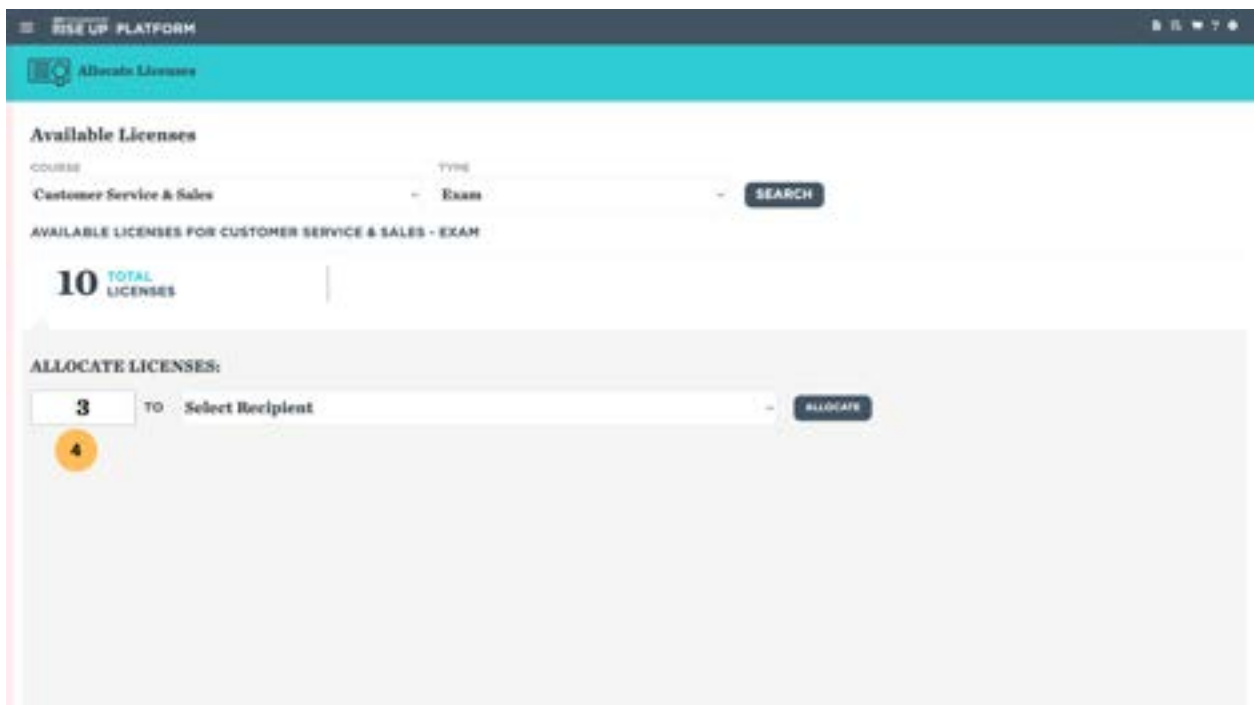 RISE UP PLATFORM
Allocate Licenses
Available Licenses
COURSE TYPE
Customer Service & Sales Exam SEARCH
AVAILABLE LICENSES FOR CUSTOMER SERVICE & SALES - EXAM
10 TOTAL LICENSES
ALLOCATE LICENSES:
3 TO Select Recipient ALLOCATE
4